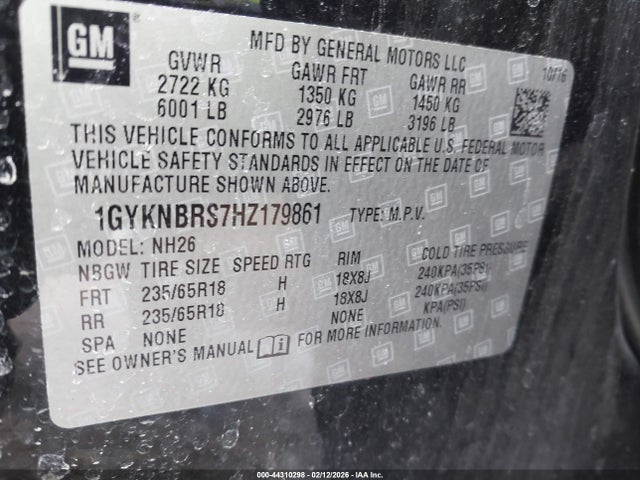 GM
MFD BY GENERAL MOTORS LLC
GVWR GAWR FRT GAWR RR 10/16
2722 KG 1350 KG 1450 KG
6001 LB 2976 LB 3196 LB
THIS VEHICLE CONFORMS TO ALL APPLICABLE U.S. FEDERAL MOTOR
VEHICLE SAFETY STANDARDS IN EFFECT ON THE DATE OF
MANUFACTURE SHOWN ABOVE.
1GYKNBRS7HZ179861 TYPE: M.P.V.
MODEL: NH26
NBGW TIRE SIZE SPEED RTG RIM COLD TIRE PRESSURE
FRT 235/65R18 H 18X8J 240KPA(35PSI)
RR 235/65R18 H 18X8J 240KPA(35PSI)
SPA NONE NONE KPA(PSI)
SEE OWNER'S MANUAL FOR MORE INFORMATION.
000 - 44310298 - 02/12/2026 - IAA Inc.